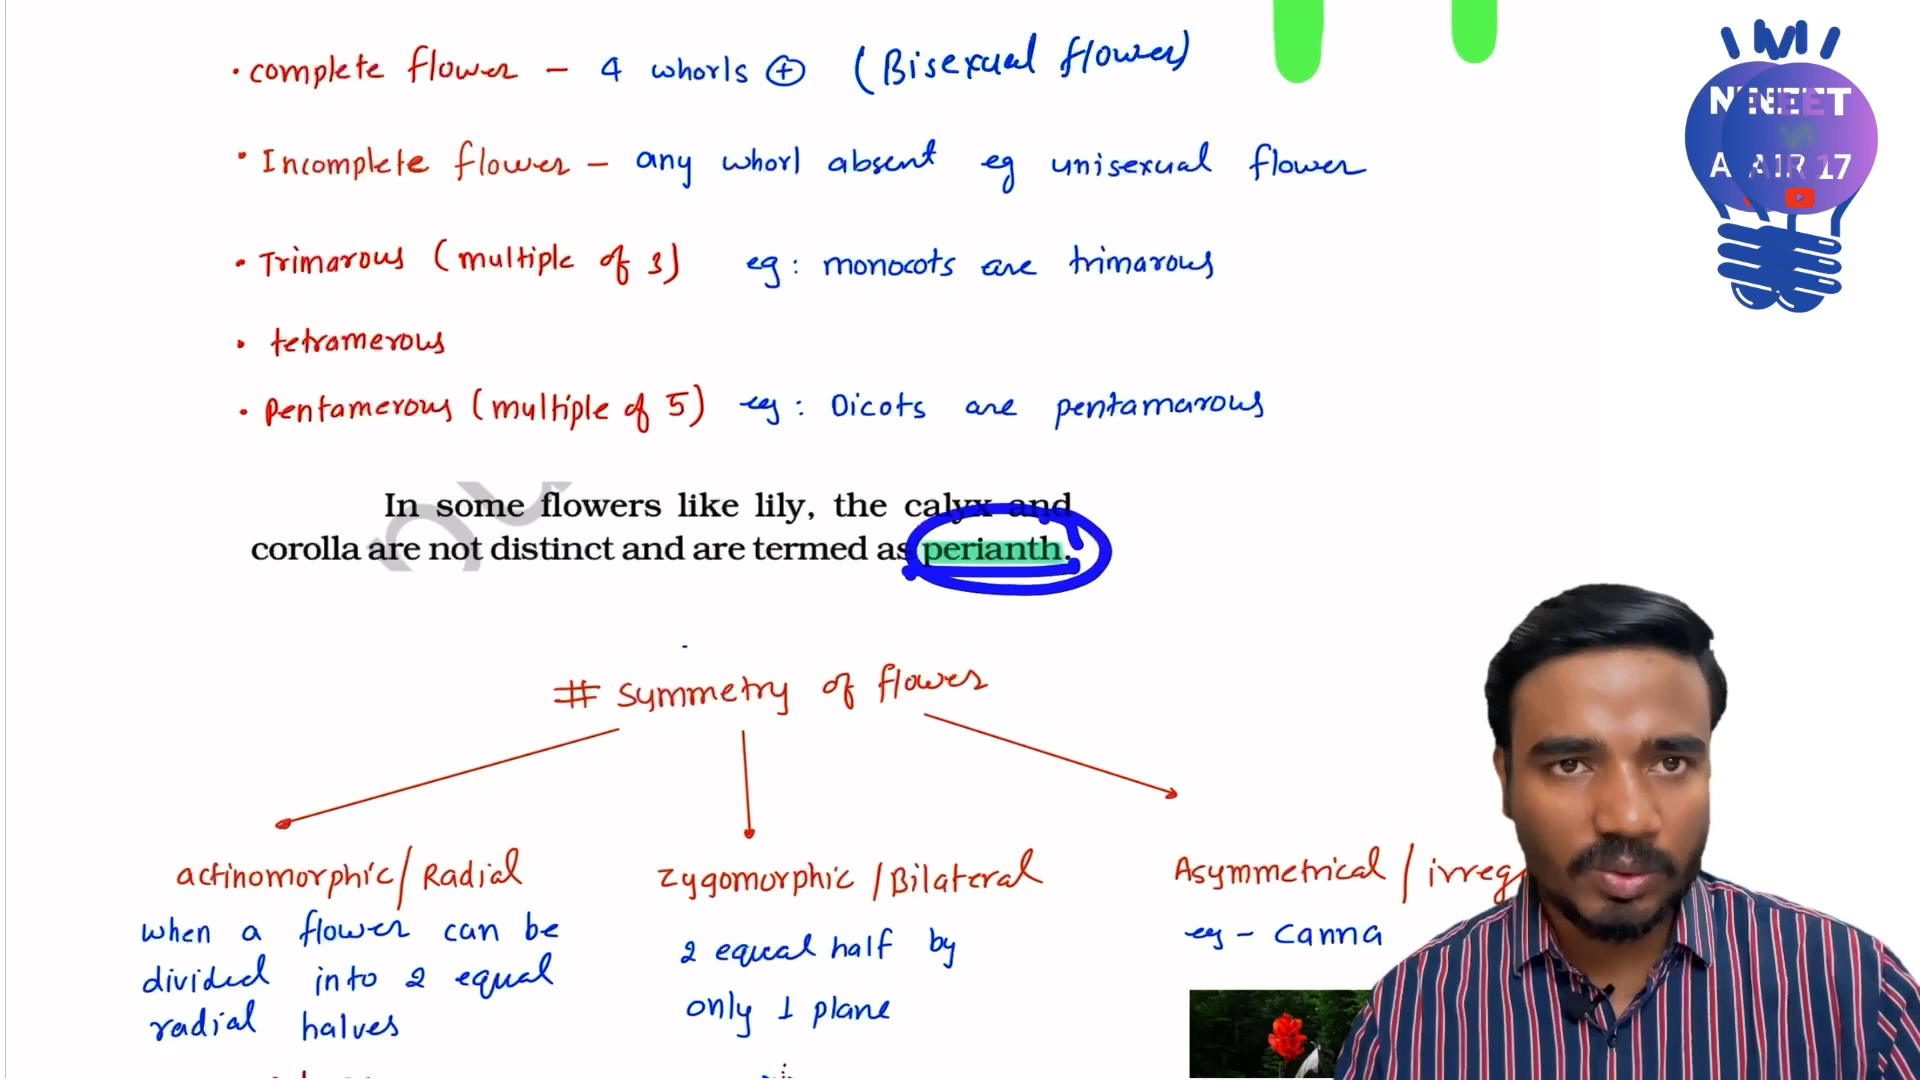 • complete flower – 4 whorls ⊕ (Bisexual flower)
• Incomplete flower – any whorl absent eg unisexual flower
• Trimarous (multiple of 3) eg: monocots are trimarous
• tetramerous
• Pentamerous (multiple of 5) eg: Dicots are pentamarous
In some flowers like lily, the calyx and
corolla are not distinct and are termed as perianth.
# Symmetry of flower
actinomorphic/Radial
when a flower can be
divided into 2 equal
radial halves
zygomorphic/Bilateral
2 equal half by
only 1 plane
Asymmetrical/irreg
eg – canna
NEET
AIR 17